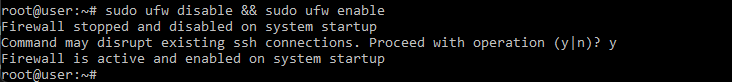 root@user:~# sudo ufw disable && sudo ufw enable
Firewall stopped and disabled on system startup
Command may disrupt existing ssh connections. Proceed with operation (y|n)? y
Firewall is active and enabled on system startup
root@user:~#